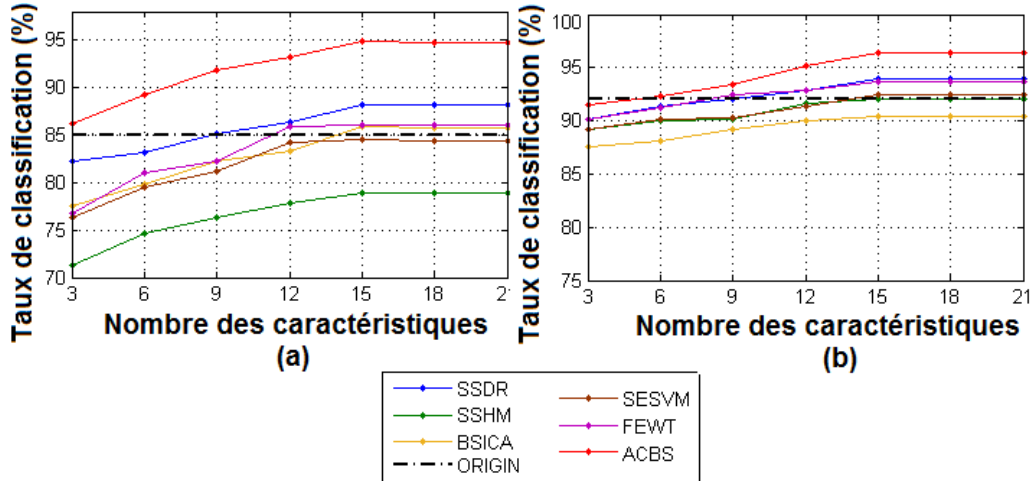 Taux de classification (%)
95
90
85
80
75
70
3 6 9 12 15 18 2
Nombre des caractéristiques
(a)
Taux de classification (%)
100
95
90
85
80
75
3 6 9 12 15 18 21
Nombre des caractéristiques
(b)
SSDR
SSHM
BSICA
ORIGIN
SESVM
FEWT
ACBS